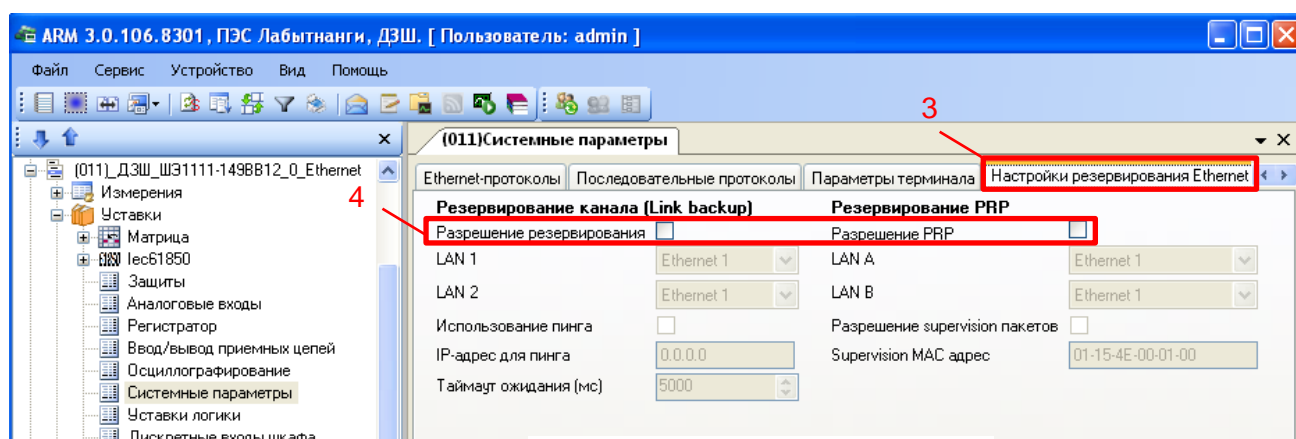 ARM 3.0.106.8301, ПЭС Лабытнанги, ДЗШ. [ Пользователь: admin ]
Файл Сервис Устройство Вид Помощь
3
(011)Системные параметры
(011)_ДЗШ_ШЭ1111-149ВВ12_0_Ethernet
Ethernet-протоколы Последовательные протоколы Параметры терминала Настройки резервирования Ethernet
Измерения
4
Уставки
Резервирование канала (Link backup) Резервирование PRP
Матрица
Разрешение резервирования Разрешение PRP
Iec61850
LAN 1 Ethernet 1 LAN A Ethernet 1
Защиты
Аналоговые входы
LAN 2 Ethernet 1 LAN B Ethernet 1
Регистратор
Использование пинга Разрешение supervision пакетов
Ввод/вывод приемных цепей
IP-адрес для пинга 0.0.0.0 Supervision MAC адрес 01-15-4E-00-01-00
Осциллографирование
Таймаут ожидания (мс) 5000
Системные параметры
Уставки логики
Дискретные входы шкафа